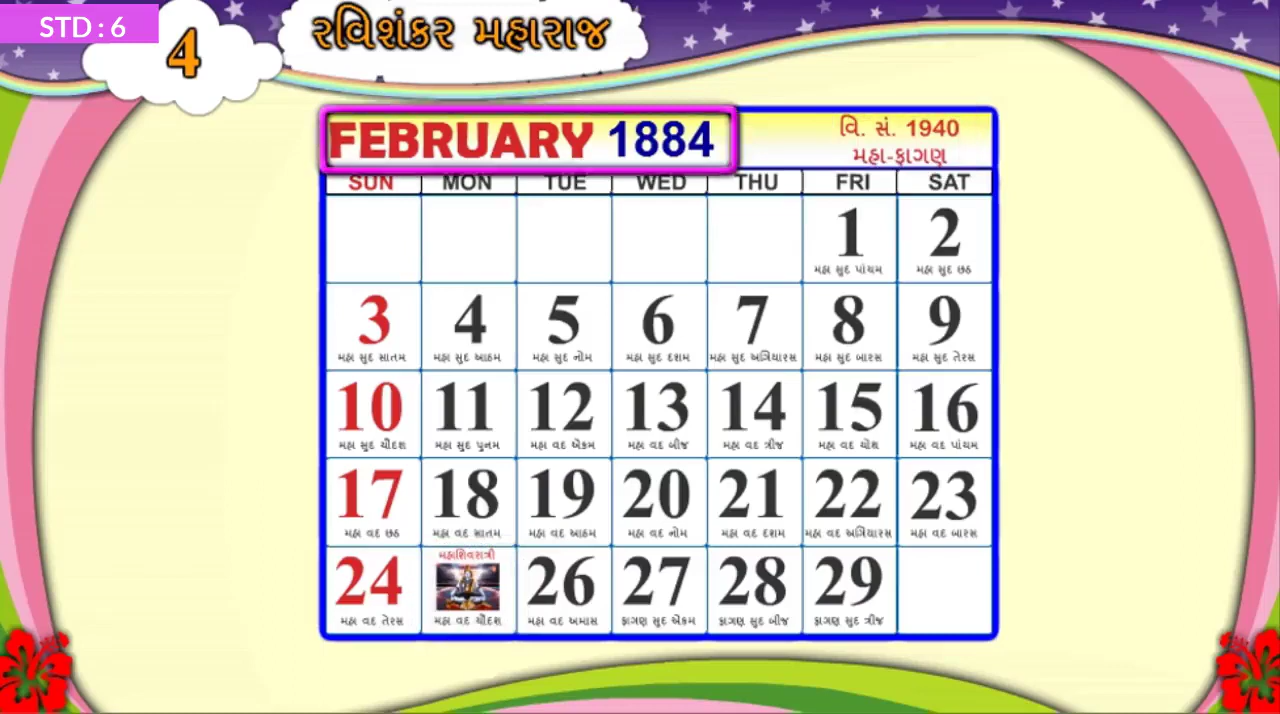 STD : 6
4
રવિશંકર મહારાજ
FEBRUARY 1884
વિ. સં. 1940
મહા-ફાગણ
SUN MON TUE WED THU FRI SAT
1 2
મહા સુદ પાંચમ મહા સુદ છઠ
3 4 5 6 7 8 9
મહા સુદ સાતમ મહા સુદ આઠમ મહા સુદ નોમ મહા સુદ દશમ મહા સુદ અગિયારસ મહા સુદ બારસ મહા સુદ તેરસ
10 11 12 13 14 15 16
મહા સુદ ચૌદશ મહા સુદ પુનમ મહા વદ એકમ મહા વદ બીજ મહા વદ ત્રીજ મહા વદ ચોથ મહા વદ પાંચમ
17 18 19 20 21 22 23
મહા વદ છઠ મહા વદ સાતમ મહા વદ આઠમ મહા વદ નોમ મહા વદ દશમ મહા વદ અગિયારસ મહા વદ બારસ
મહાશિવરાત્રી
24 26 27 28 29
મહા વદ તેરસ મહા વદ ચૌદશ મહા વદ અમાસ ફાગણ સુદ એકમ ફાગણ સુદ બીજ ફાગણ સુદ ત્રીજ